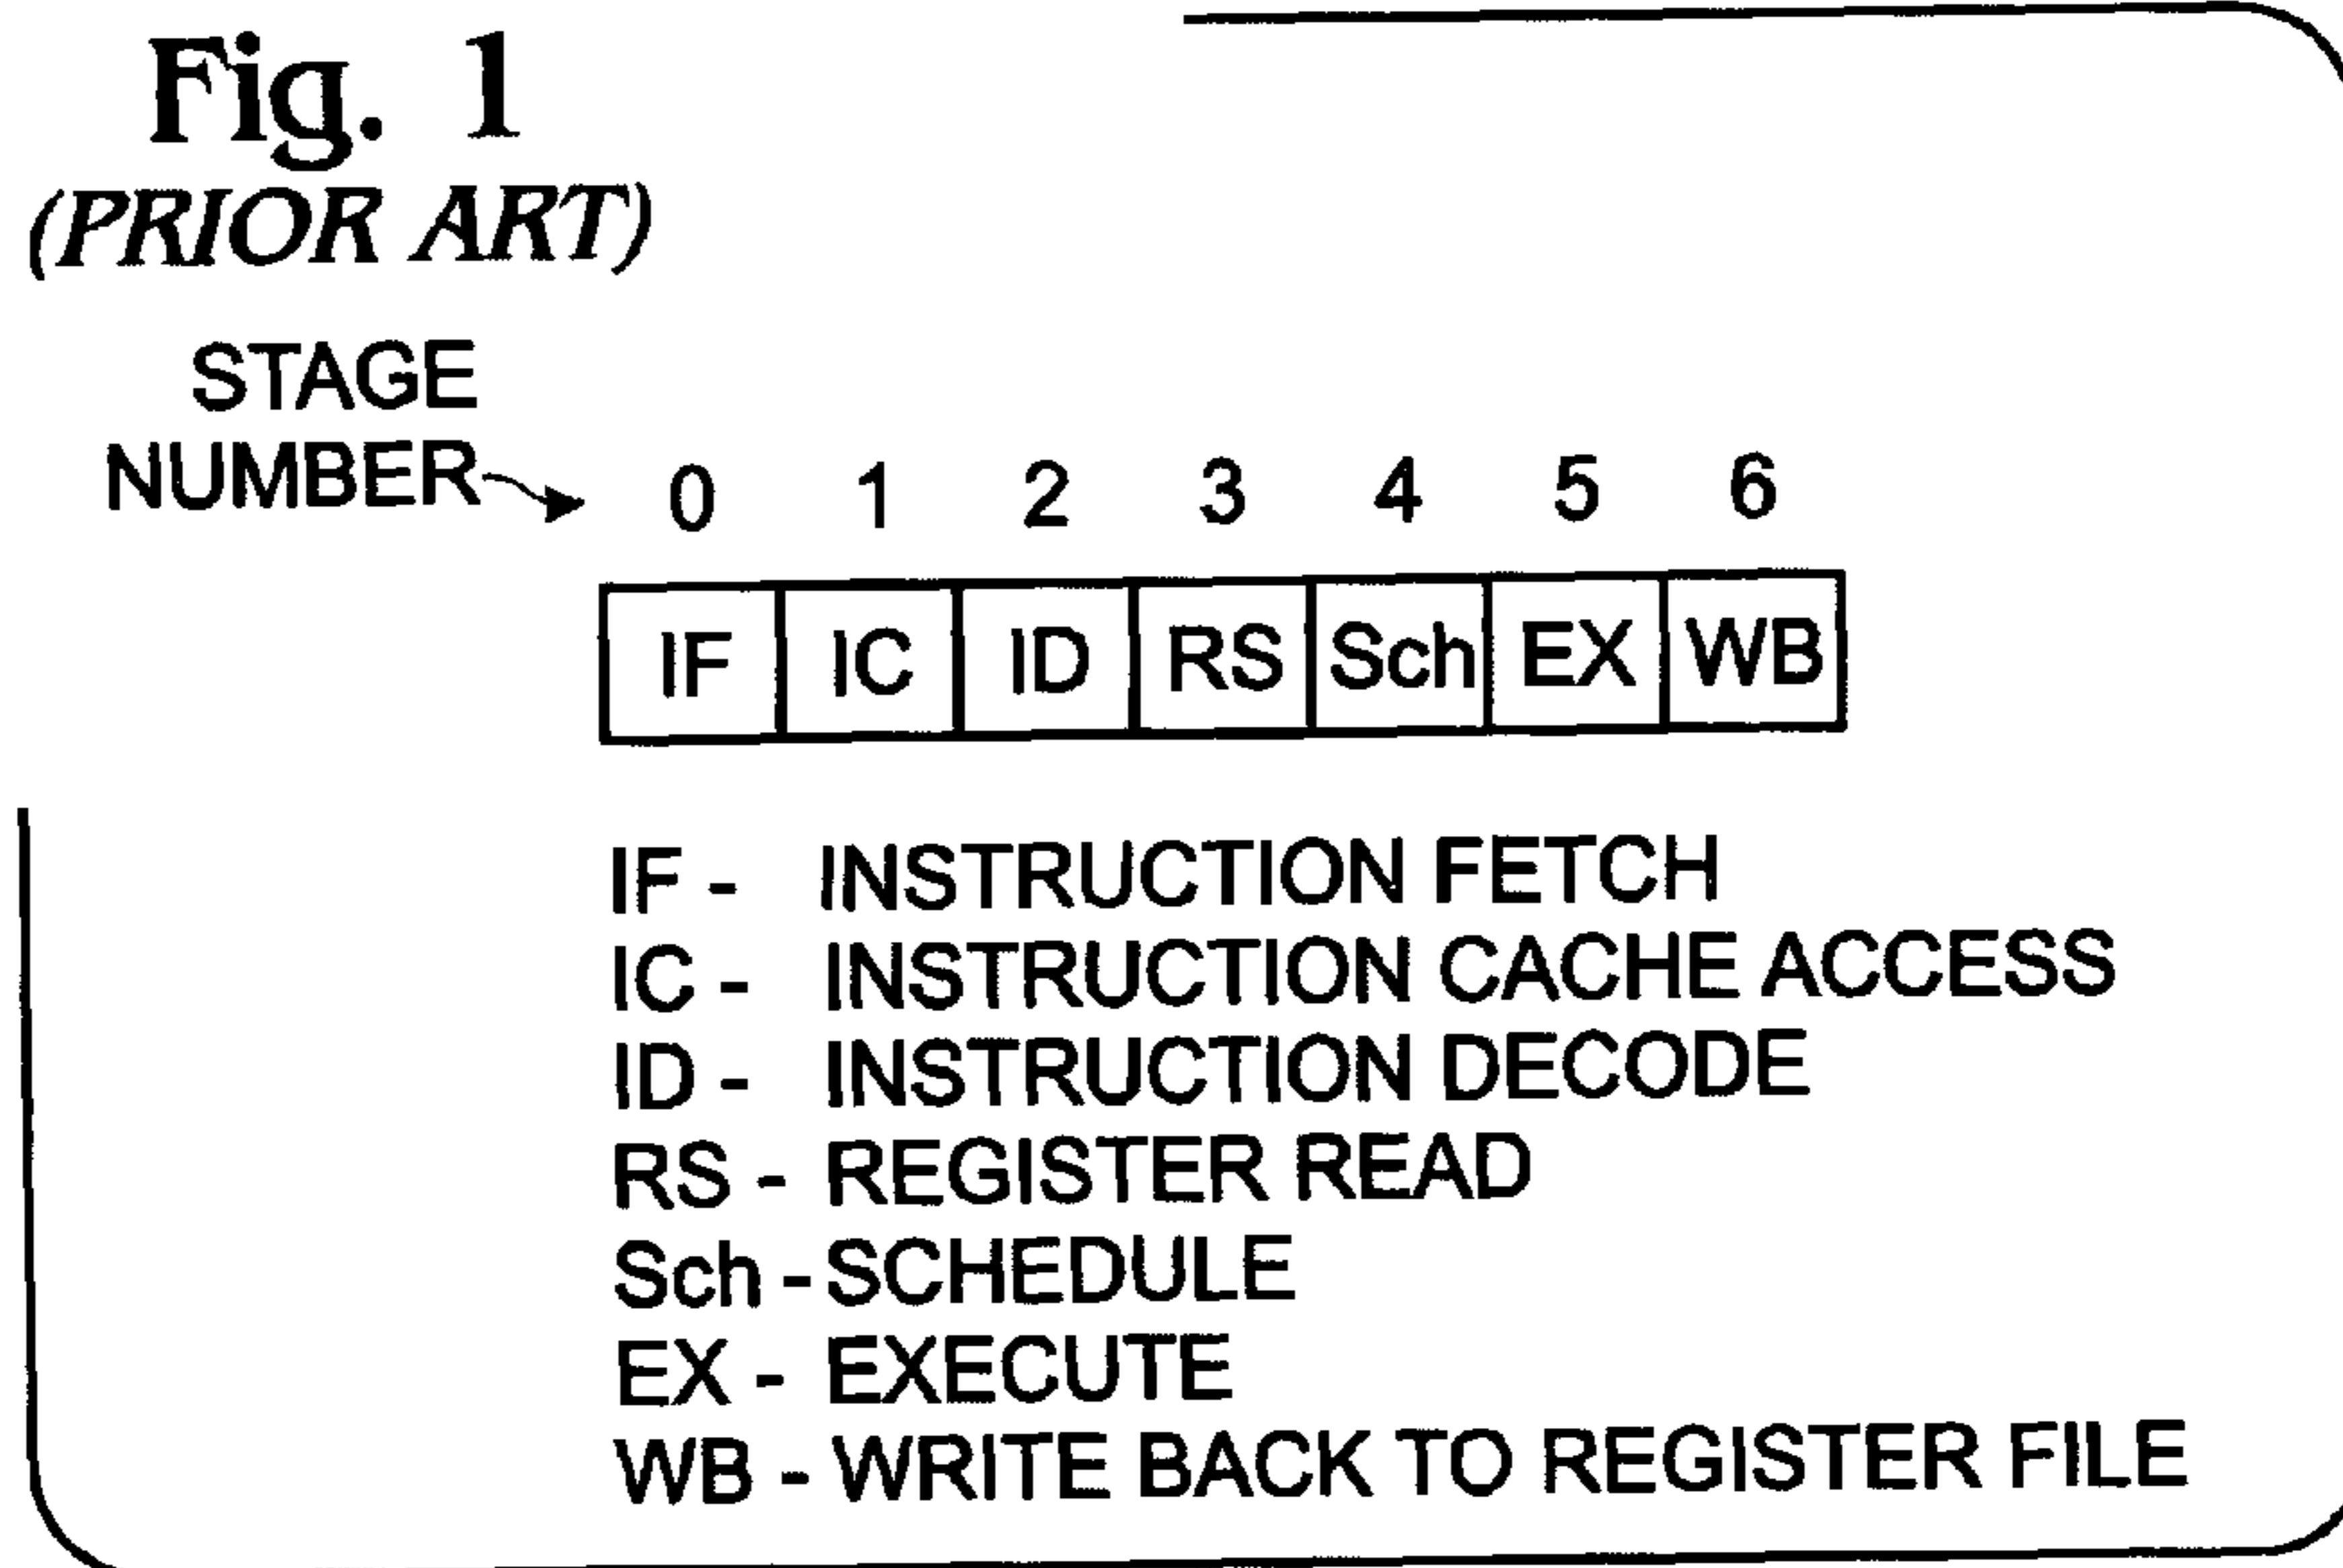 Fig. 1
(PRIOR ART)
STAGE
NUMBER 0 1 2 3 4 5 6
IF IC ID RS Sch EX WB
IF - INSTRUCTION FETCH
IC - INSTRUCTION CACHE ACCESS
ID - INSTRUCTION DECODE
RS - REGISTER READ
Sch - SCHEDULE
EX - EXECUTE
WB - WRITE BACK TO REGISTER FILE